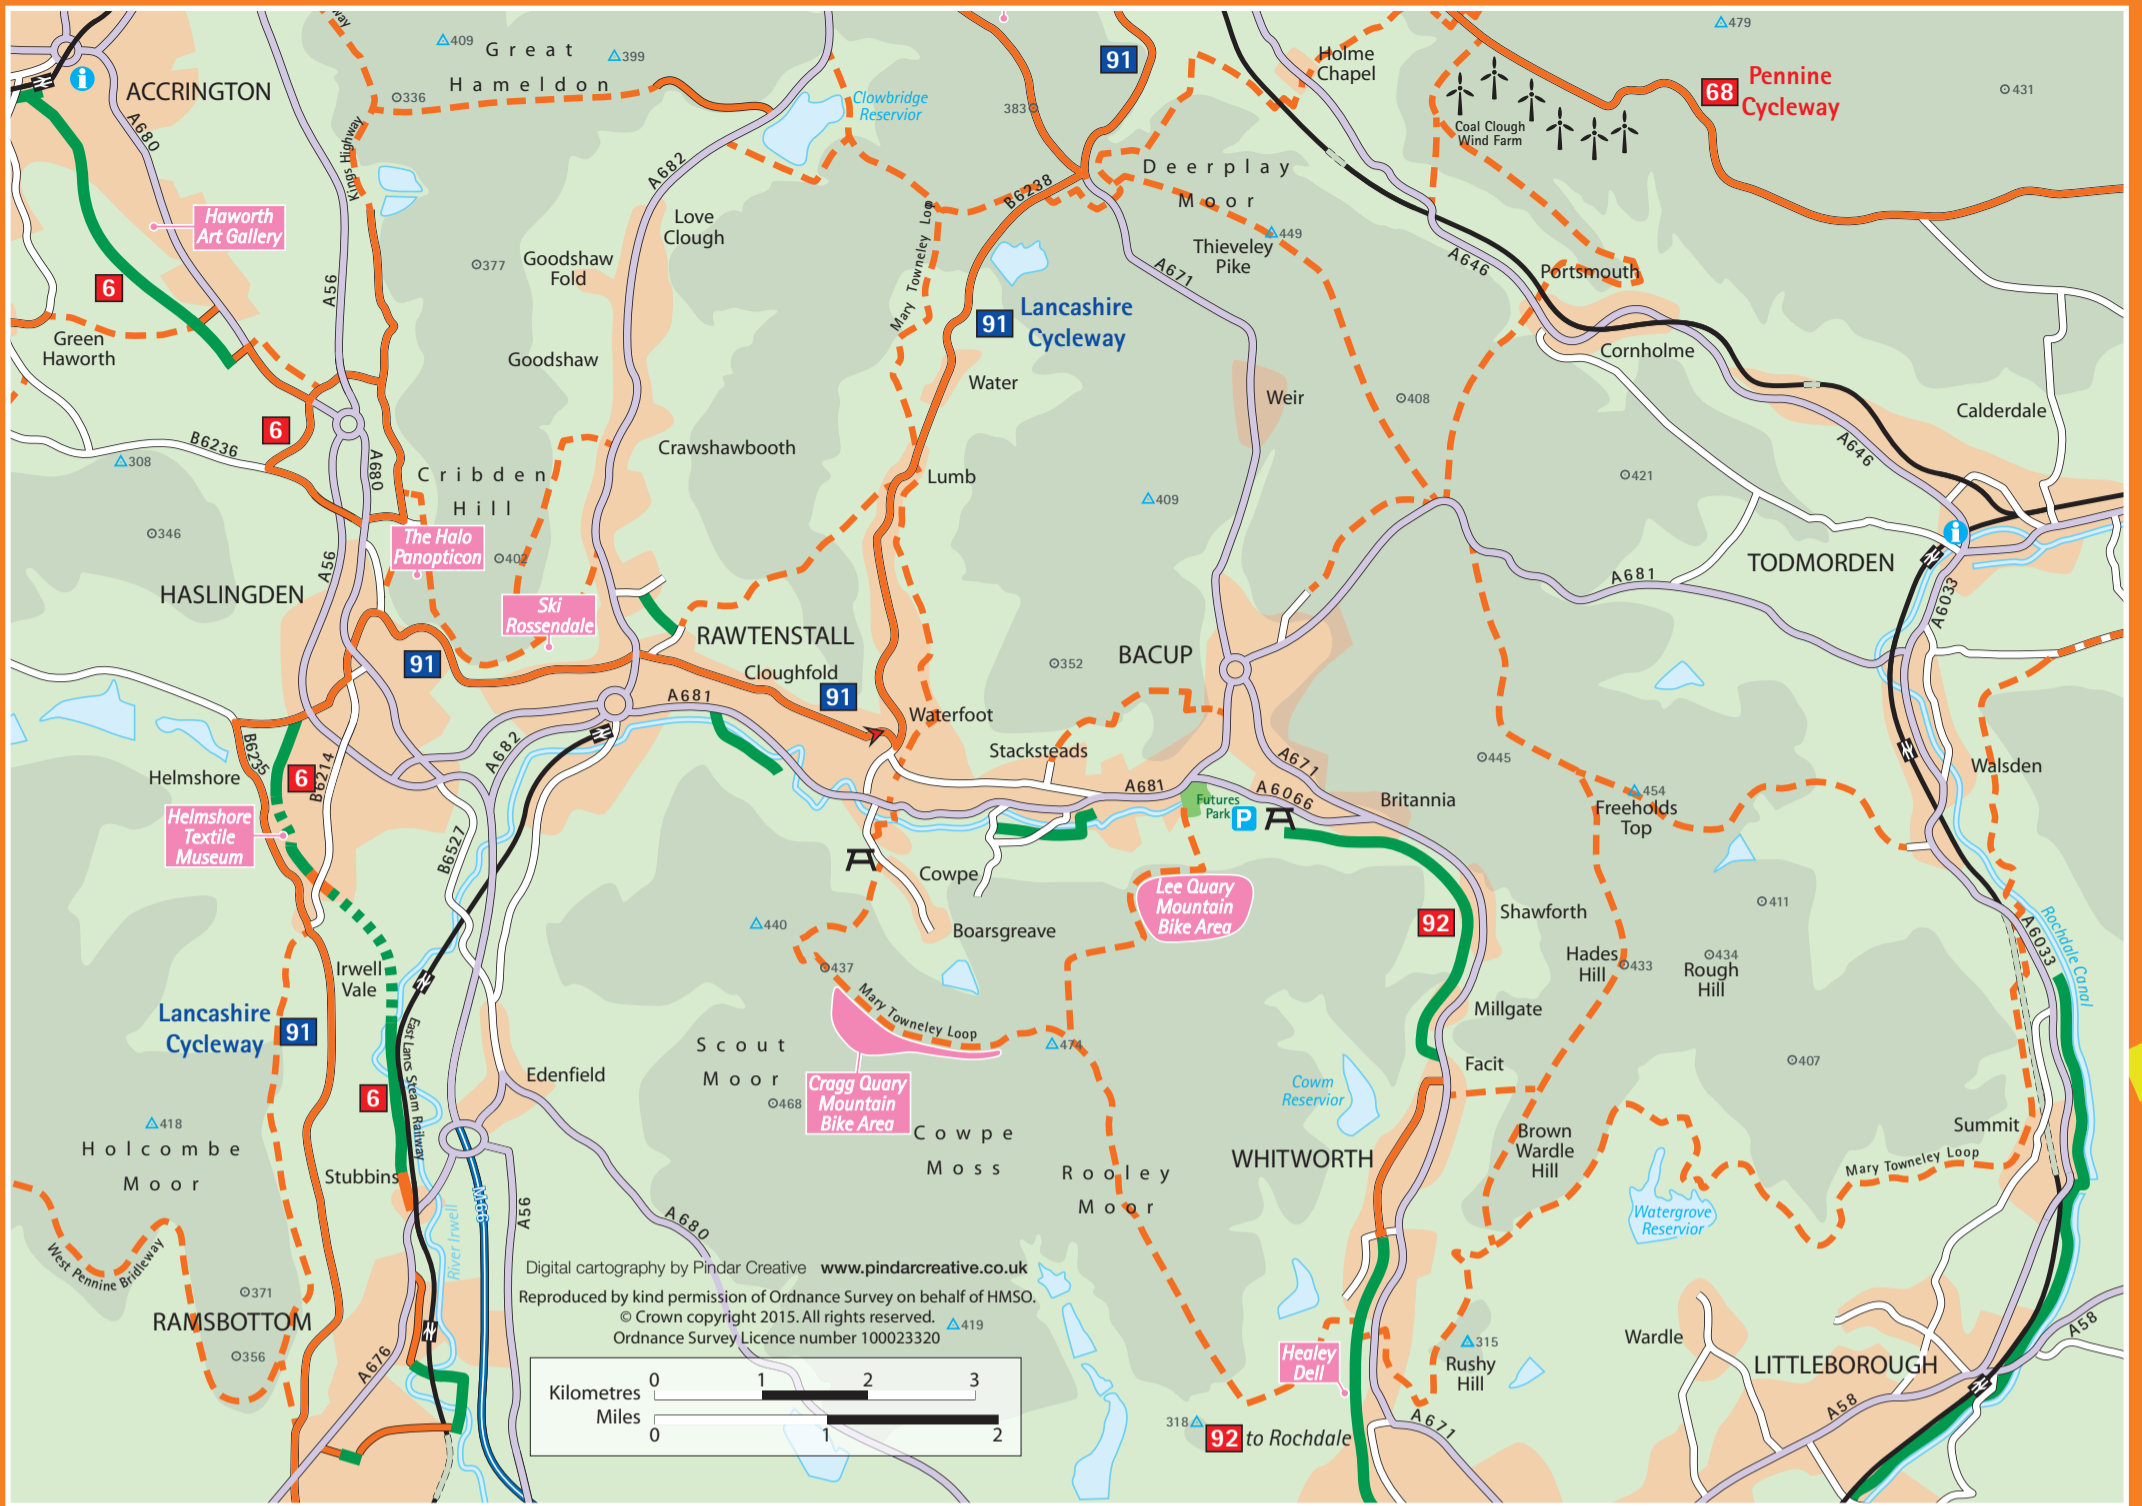 Great
Hameldon
409
399
336
91
383
Holme
Chapel
479
68
Pennine
Cycleway
431
Coal Clough
Wind Farm
ACCRINGTON
A680
Kings Highway
Clowbridge
Reservior
A682
B6238
Deerplay
Moor
Haworth
Art Gallery
Love
Clough
Mary Towneley Loop
Thieveley
Pike
449
A671
A646
Portsmouth
6
A56
377
Goodshaw
Fold
91
Lancashire
Cycleway
Green
Haworth
Goodshaw
Water
Cornholme
Weir
408
Calderdale
6
B6236
308
A680
Crawshawbooth
A646
Cribden
Hill
Lumb
421
409
346
The Halo
Panopticon
402
A56
TODMORDEN
A681
HASLINGDEN
Ski
Rossendale
RAWTENSTALL
A6033
91
Cloughfold
BACUP
352
91
A681
Waterfoot
B6235
A682
Stacksteads
A671
445
Walsden
Helmshore
6
B6214
A681
Futures
Park
P
A6066
Britannia
454
Freeholds
Top
Helmshore
Textile
Museum
B6527
Cowpe
Lee Quary
Mountain
Bike Area
92
Shawforth
411
440
Boarsgreave
A6033
Rochdale Canal
Irwell
Vale
437
Hades
Hill
433
434
Rough
Hill
Lancashire
Cycleway
91
Mary Towneley Loop
Millgate
East Lancs Steam Railway
Scout
Moor
474
Facit
407
6
Edenfield
468
Cragg Quary
Mountain
Bike Area
Cowm
Reservior
418
Holcombe
Moor
Cowpe
Moss
Brown
Wardle
Hill
Summit
Stubbins
Rooley
Moor
WHITWORTH
Mary Towneley Loop
M66
A56
A680
Watergrove
Reservior
River Irwell
West Pennine Bridleway
Digital cartography by Pindar Creative www.pindarcreative.co.uk
371
Reproduced by kind permission of Ordnance Survey on behalf of HMSO.
RAMSBOTTOM
© Crown copyright 2015. All rights reserved.
419
Ordnance Survey Licence number 100023320
A58
356
A676
Healey
Dell
315
Rushy
Hill
Wardle
LITTLEBOROUGH
0 1 2 3
Kilometres
Miles
0 1 2
318
92 to Rochdale
A671
A58